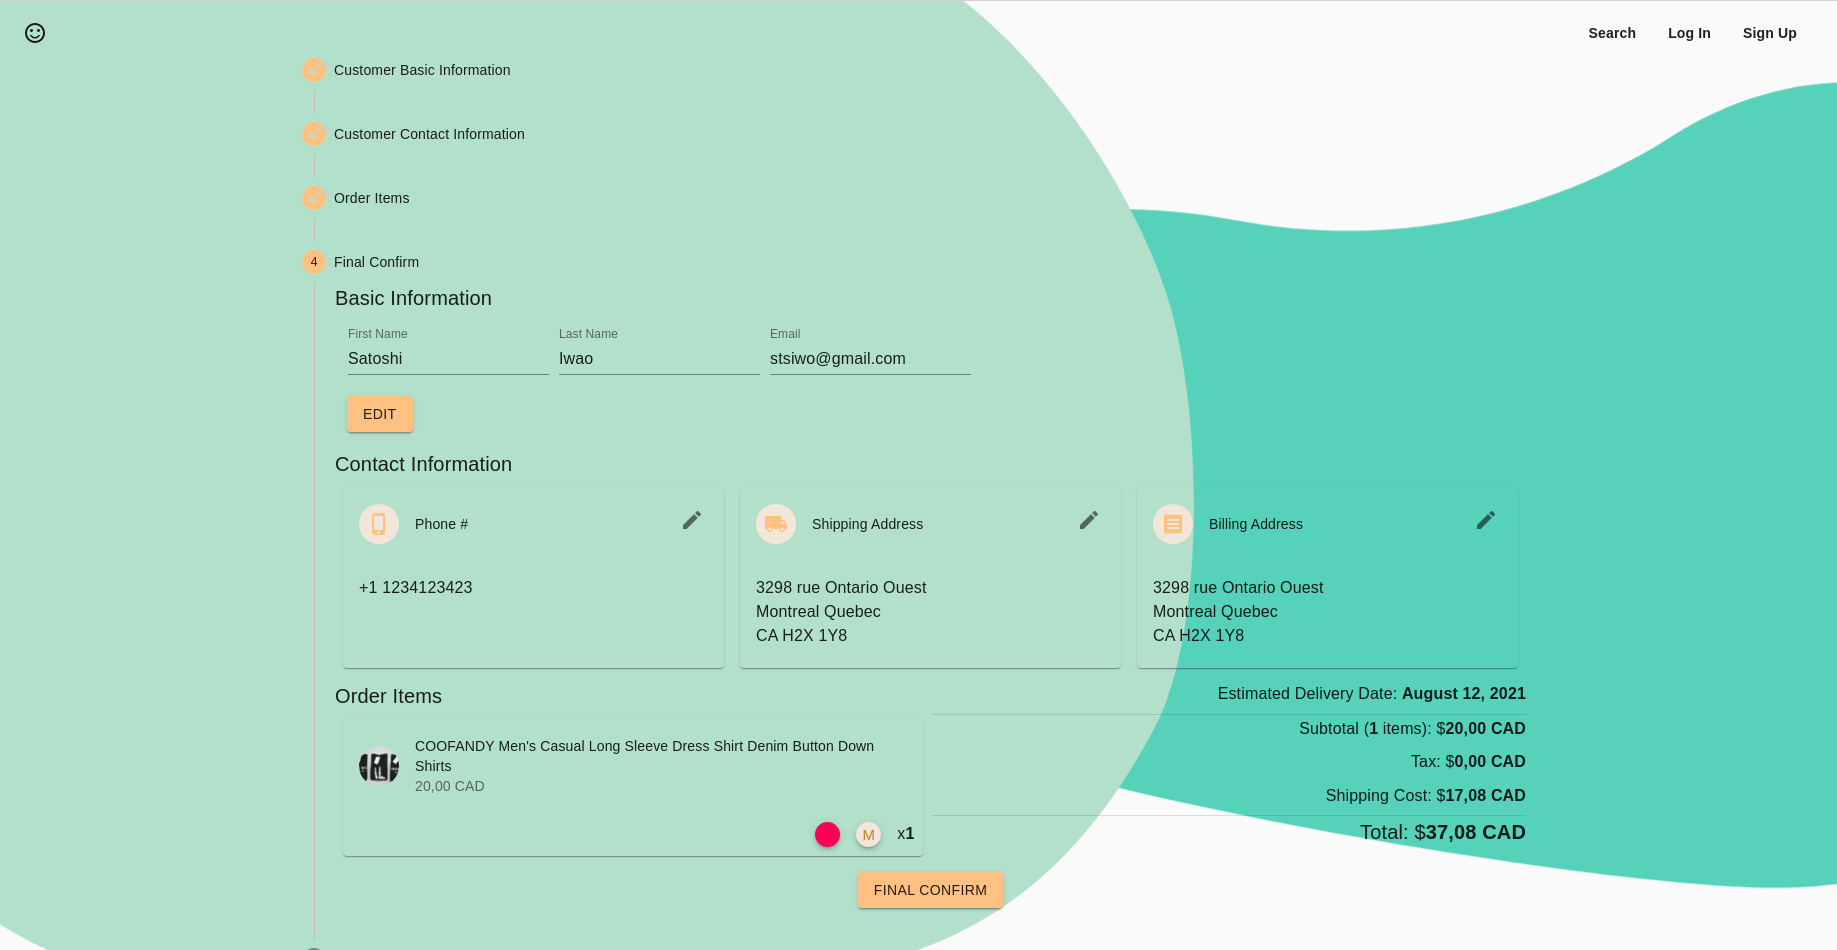 Search
Log In
Sign Up
Customer Basic Information
Customer Contact Information
Order Items
4
Final Confirm
Basic Information
First Name
Last Name
Email
Satoshi
Iwao
stsiwo@gmail.com
EDIT
Contact Information
Phone #
+1 1234123423
Shipping Address
3298 rue Ontario Ouest
Montreal Quebec
CA H2X 1Y8
Billing Address
3298 rue Ontario Ouest
Montreal Quebec
CA H2X 1Y8
Order Items
COOFANDY Men's Casual Long Sleeve Dress Shirt Denim Button Down
Shirts
20,00 CAD
M
x1
Estimated Delivery Date: August 12, 2021
Subtotal (1 items): $20,00 CAD
Tax: $0,00 CAD
Shipping Cost: $17,08 CAD
Total: $37,08 CAD
FINAL CONFIRM